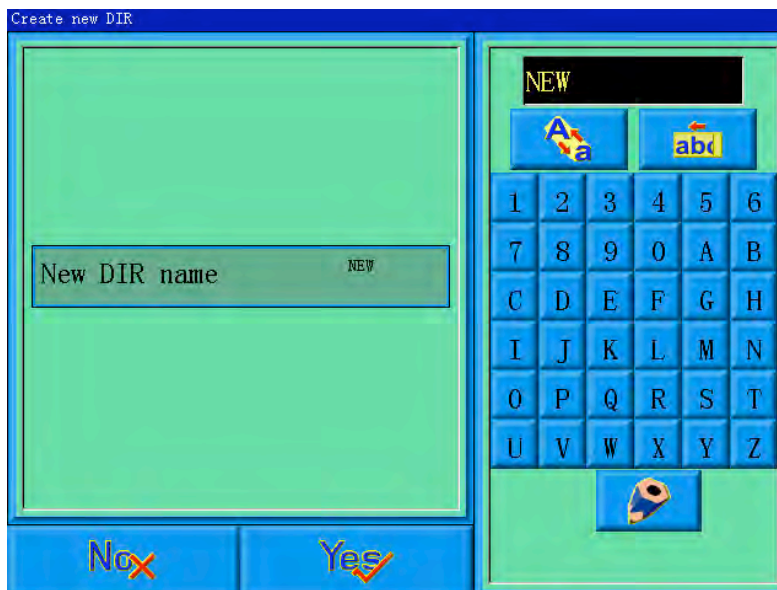 Create new DIR
New DIR name NEW
No
Yes
NEW
A a
abc
1 2 3 4 5 6
7 8 9 0 A B
C D E F G H
I J K L M N
O P Q R S T
U V W X Y Z